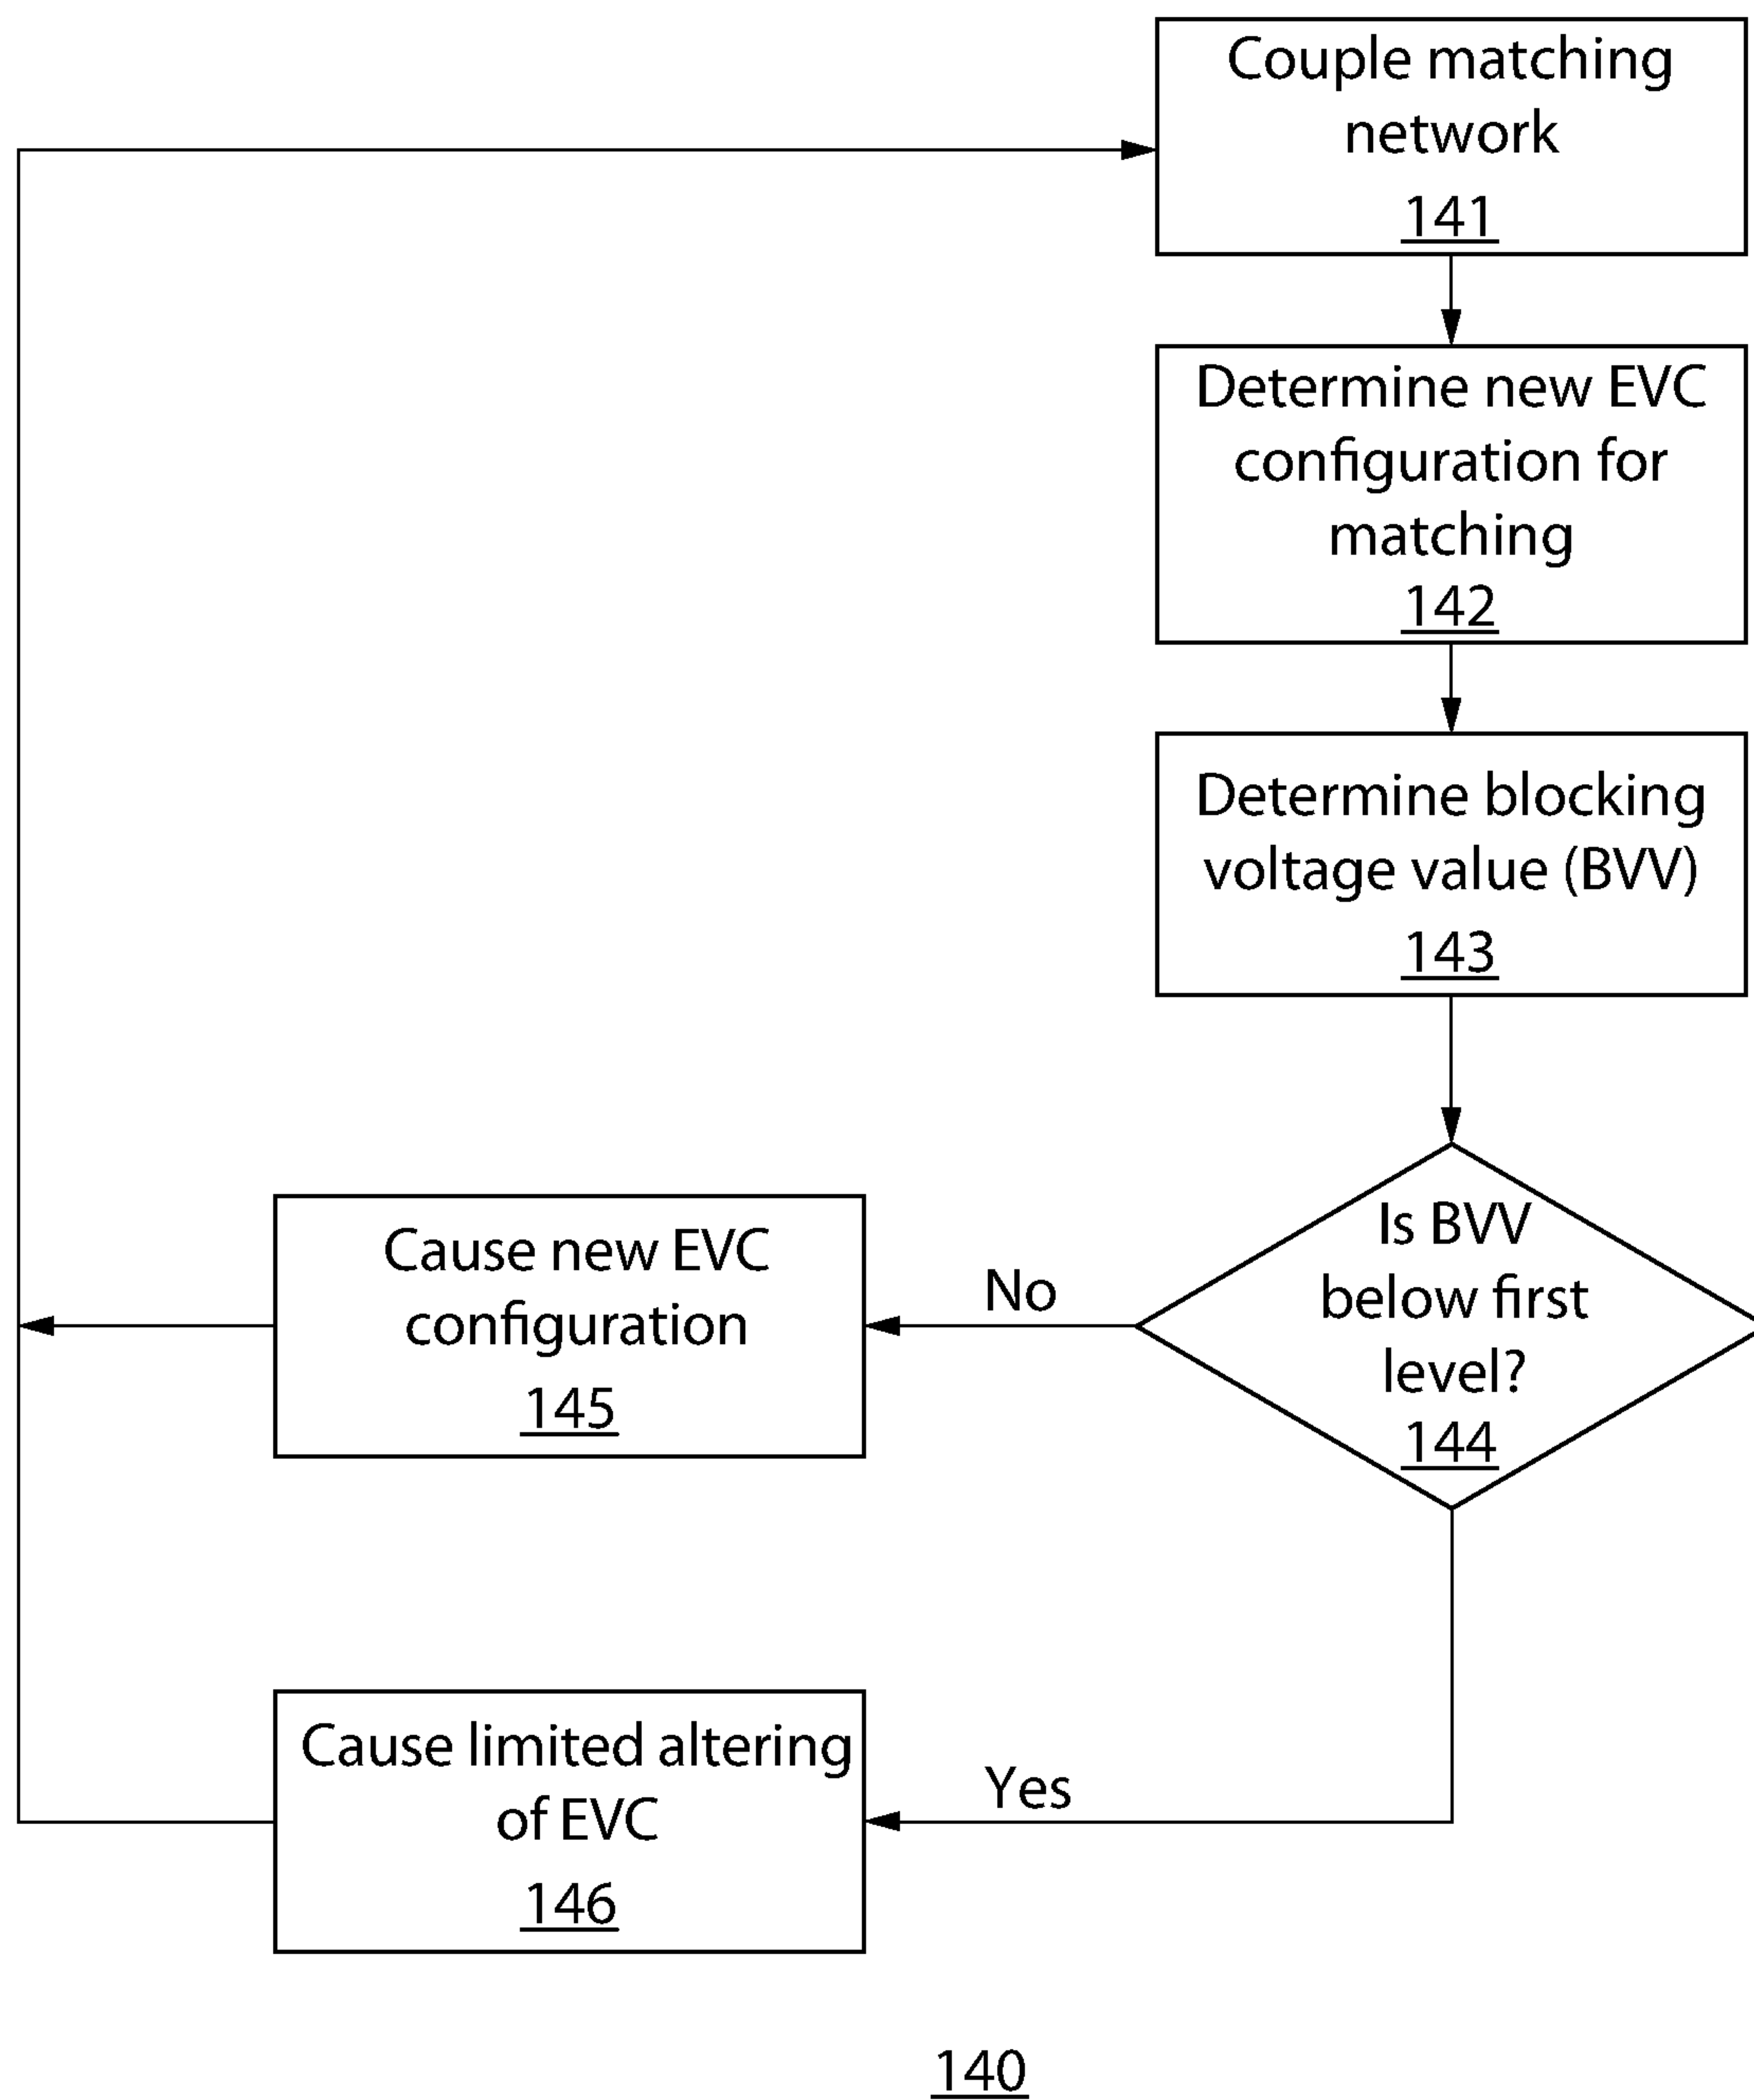 Couple matching
network
141
Determine new EVC
configuration for
matching
142
Determine blocking
voltage value (BVV)
143
Is BVV
below first
level?
144
No
Cause new EVC
configuration
145
Yes
Cause limited altering
of EVC
146
140